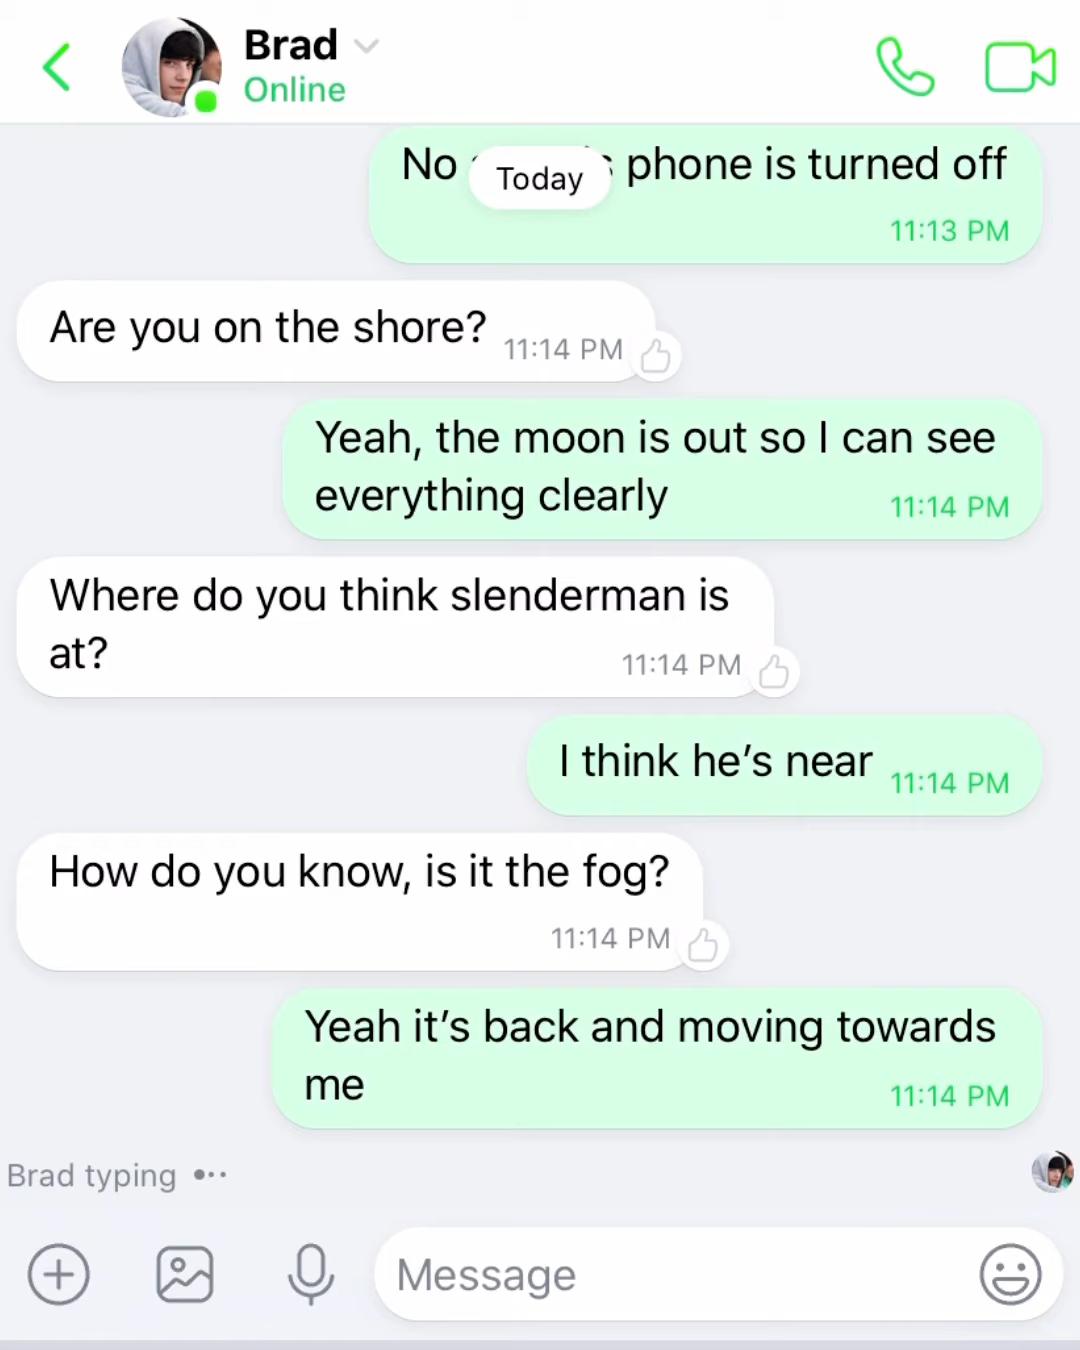 Brad
Online
No phone is turned off
Today
11:13 PM
Are you on the shore?
11:14 PM
Yeah, the moon is out so I can see
everything clearly
11:14 PM
Where do you think slenderman is
at?
11:14 PM
I think he’s near
11:14 PM
How do you know, is it the fog?
11:14 PM
Yeah it’s back and moving towards
me
11:14 PM
Brad typing
Message